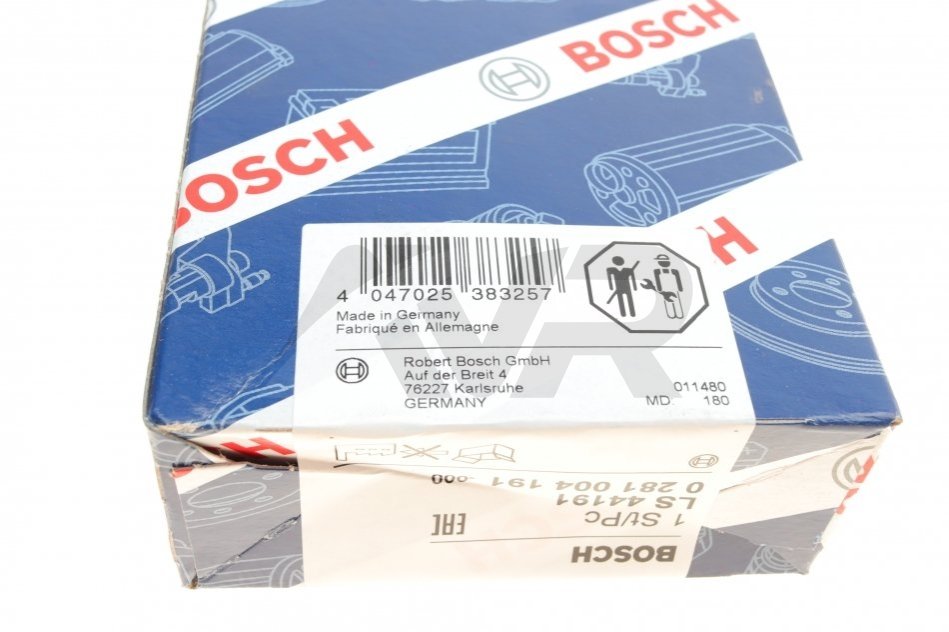 BOSCH
BOSCH
H
4 047025 383257
Made in Germany
Fabriqué en Allemagne
Robert Bosch GmbH
Auf der Breit 4
76227 Karlsruhe
GERMANY
011480
MD. 180
AVR
H
0 281 004 191
LS 44191
1 St/Pc
EAC
BOSCH